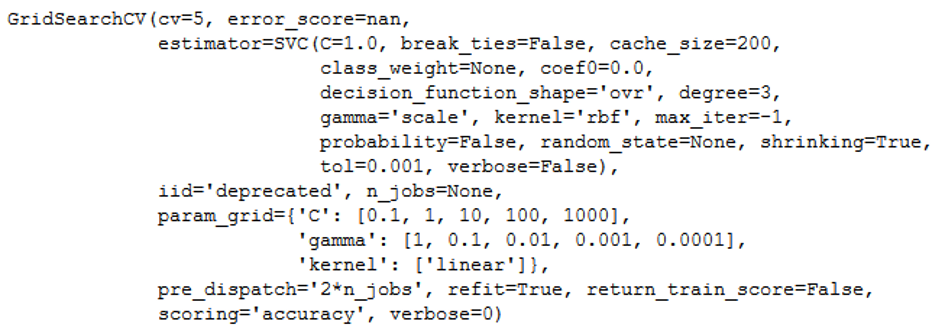 GridSearchCV(cv=5, error_score=nan,
             estimator=SVC(C=1.0, break_ties=False, cache_size=200,
                           class_weight=None, coef0=0.0,
                           decision_function_shape='ovr', degree=3,
                           gamma='scale', kernel='rbf', max_iter=-1,
                           probability=False, random_state=None, shrinking=True,
                           tol=0.001, verbose=False),
             iid='deprecated', n_jobs=None,
             param_grid={'C': [0.1, 1, 10, 100, 1000],
                         'gamma': [1, 0.1, 0.01, 0.001, 0.0001],
                         'kernel': ['linear']},
             pre_dispatch='2*n_jobs', refit=True, return_train_score=False,
             scoring='accuracy', verbose=0)